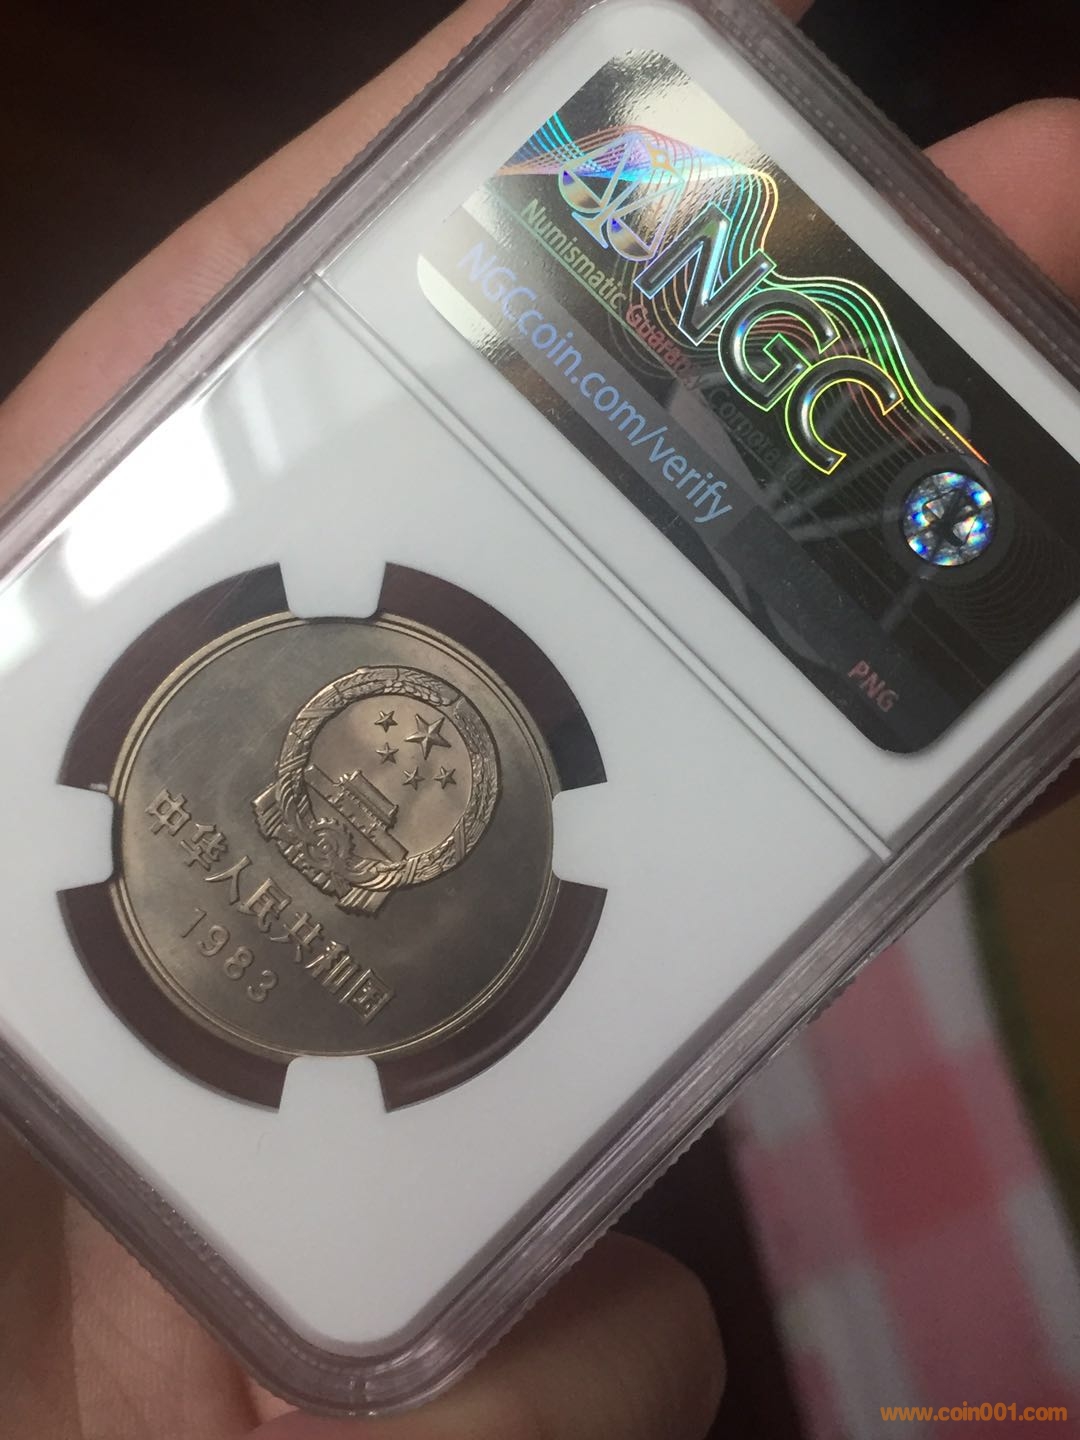 NGC
Numismatic Guaranty Corporation
NGCcoin.com/verify
PNG
中华人民共和国
1983
www.coin001.com